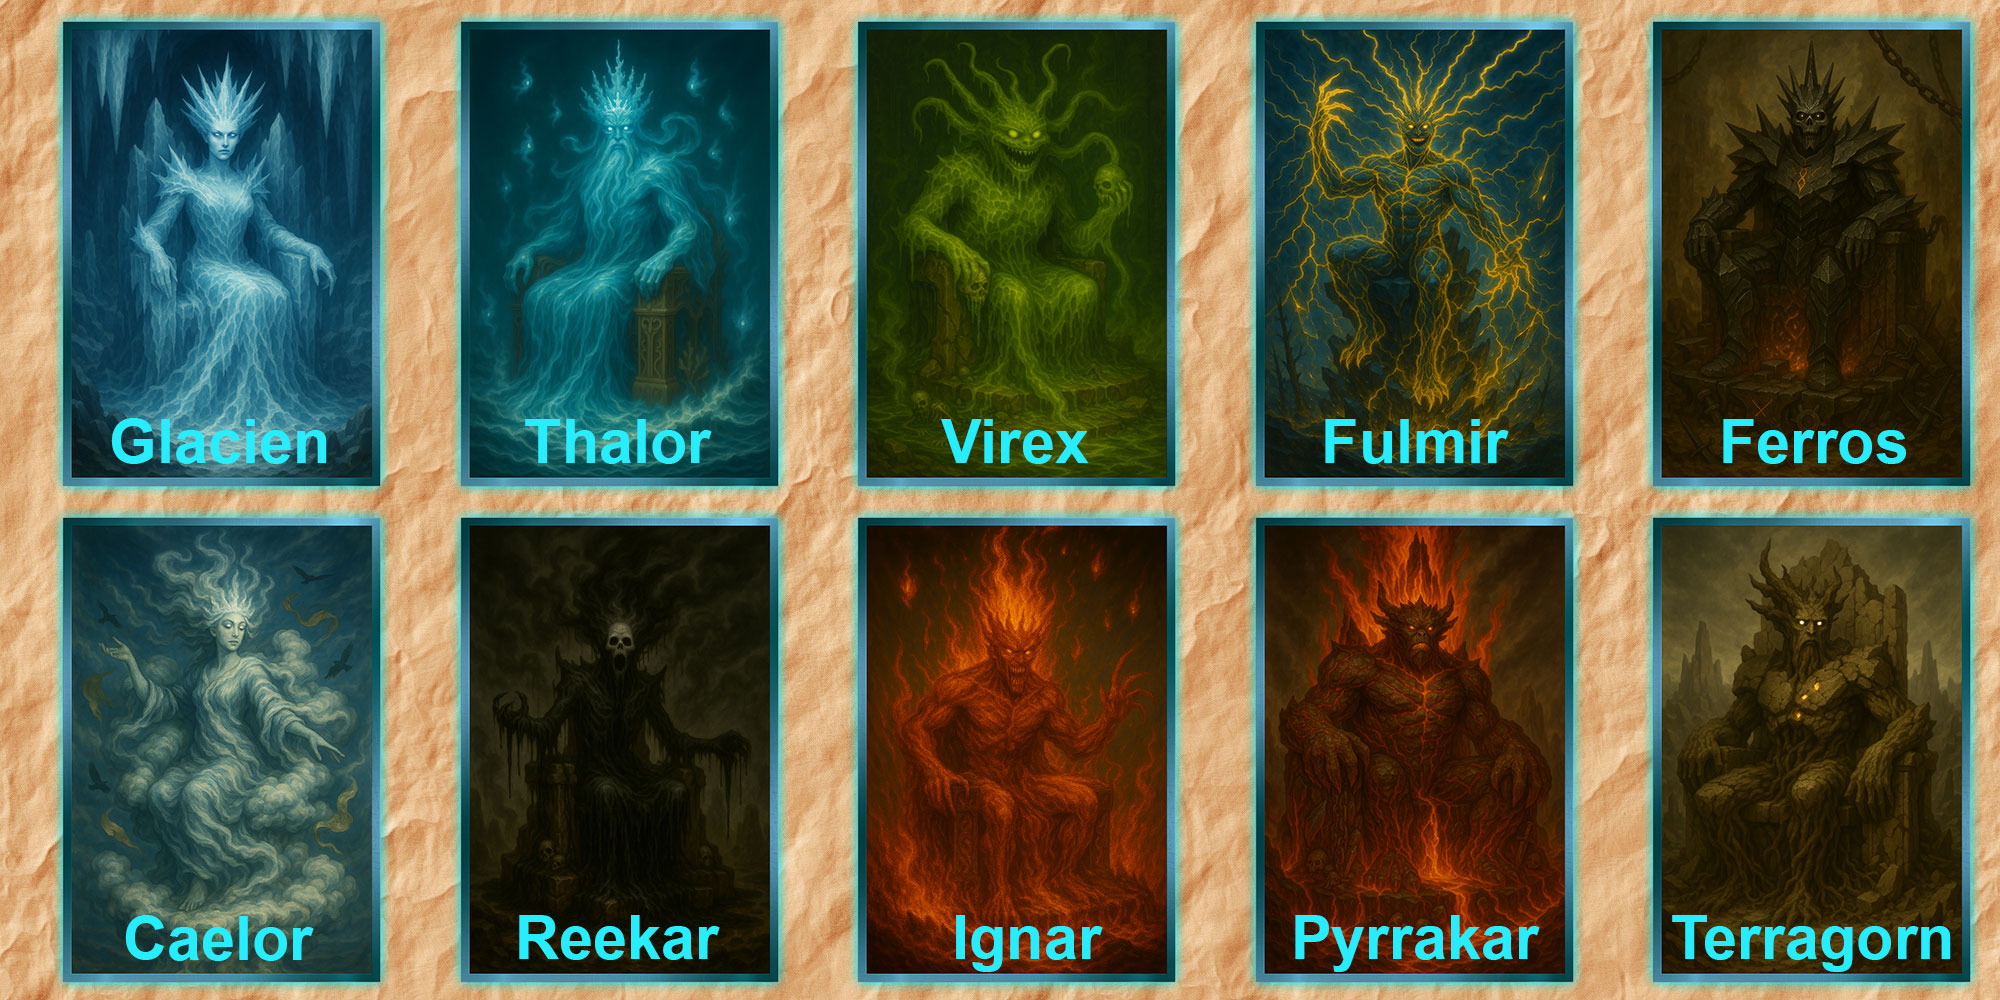 Glacien
Thalor
Virex
Fulmir
Ferros
Caelor
Reekar
Ignar
Pyrrakar
Terragorn